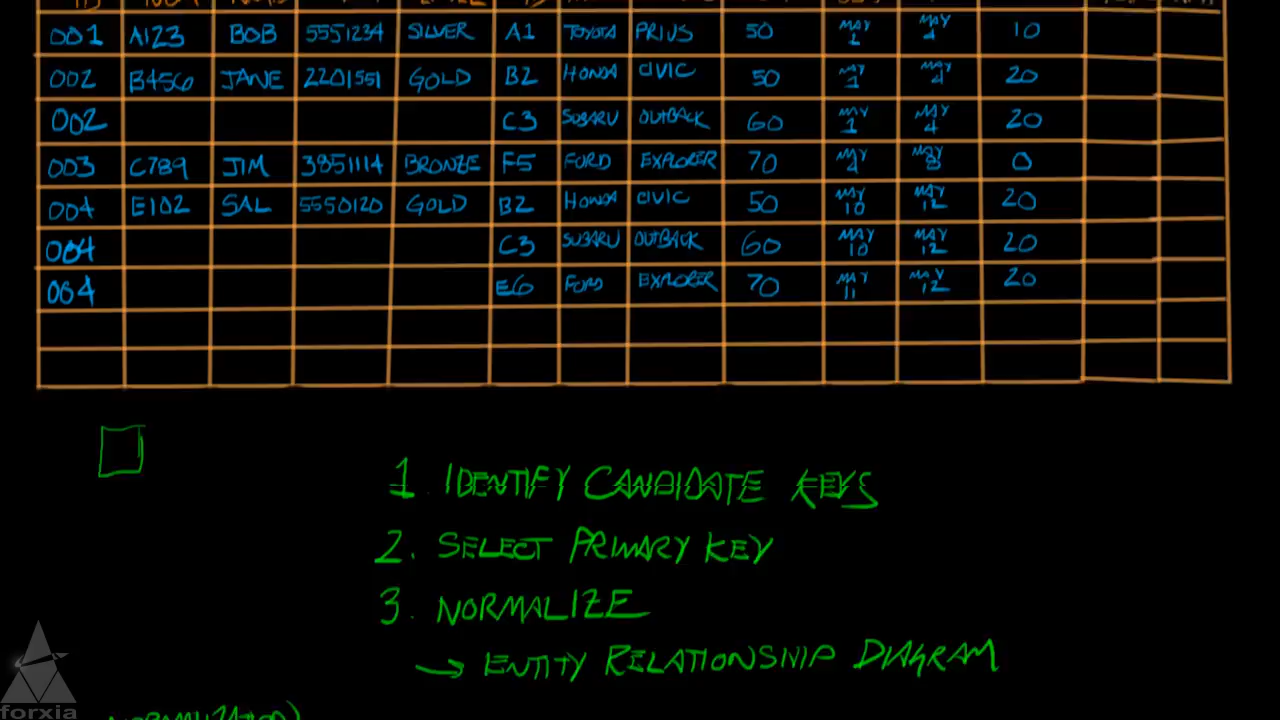 001 A123 BOB 5551234 SILVER A1 TOYOTA PRIUS 50 MAY 1 MAY 4 10
002 B456 JANE 2201551 GOLD B2 HONDA CIVIC 50 MAY 1 MAY 4 20
002 C3 SUBARU OUTBACK 60 MAY 1 MAY 4 20
003 C789 JIM 3851114 BRONZE F5 FORD EXPLORER 70 MAY 4 MAY 8 0
004 E102 SAL 5550120 GOLD B2 HONDA CIVIC 50 MAY 10 MAY 12 20
004 C3 SUBARU OUTBACK 60 MAY 10 MAY 12 20
004 E6 FORD EXPLORER 70 MAY 11 MAY 12 20
1. IDENTIFY CANDIDATE KEYS
2. SELECT PRIMARY KEY
3. NORMALIZE
→ ENTITY RELATIONSHIP DIAGRAM
forxia